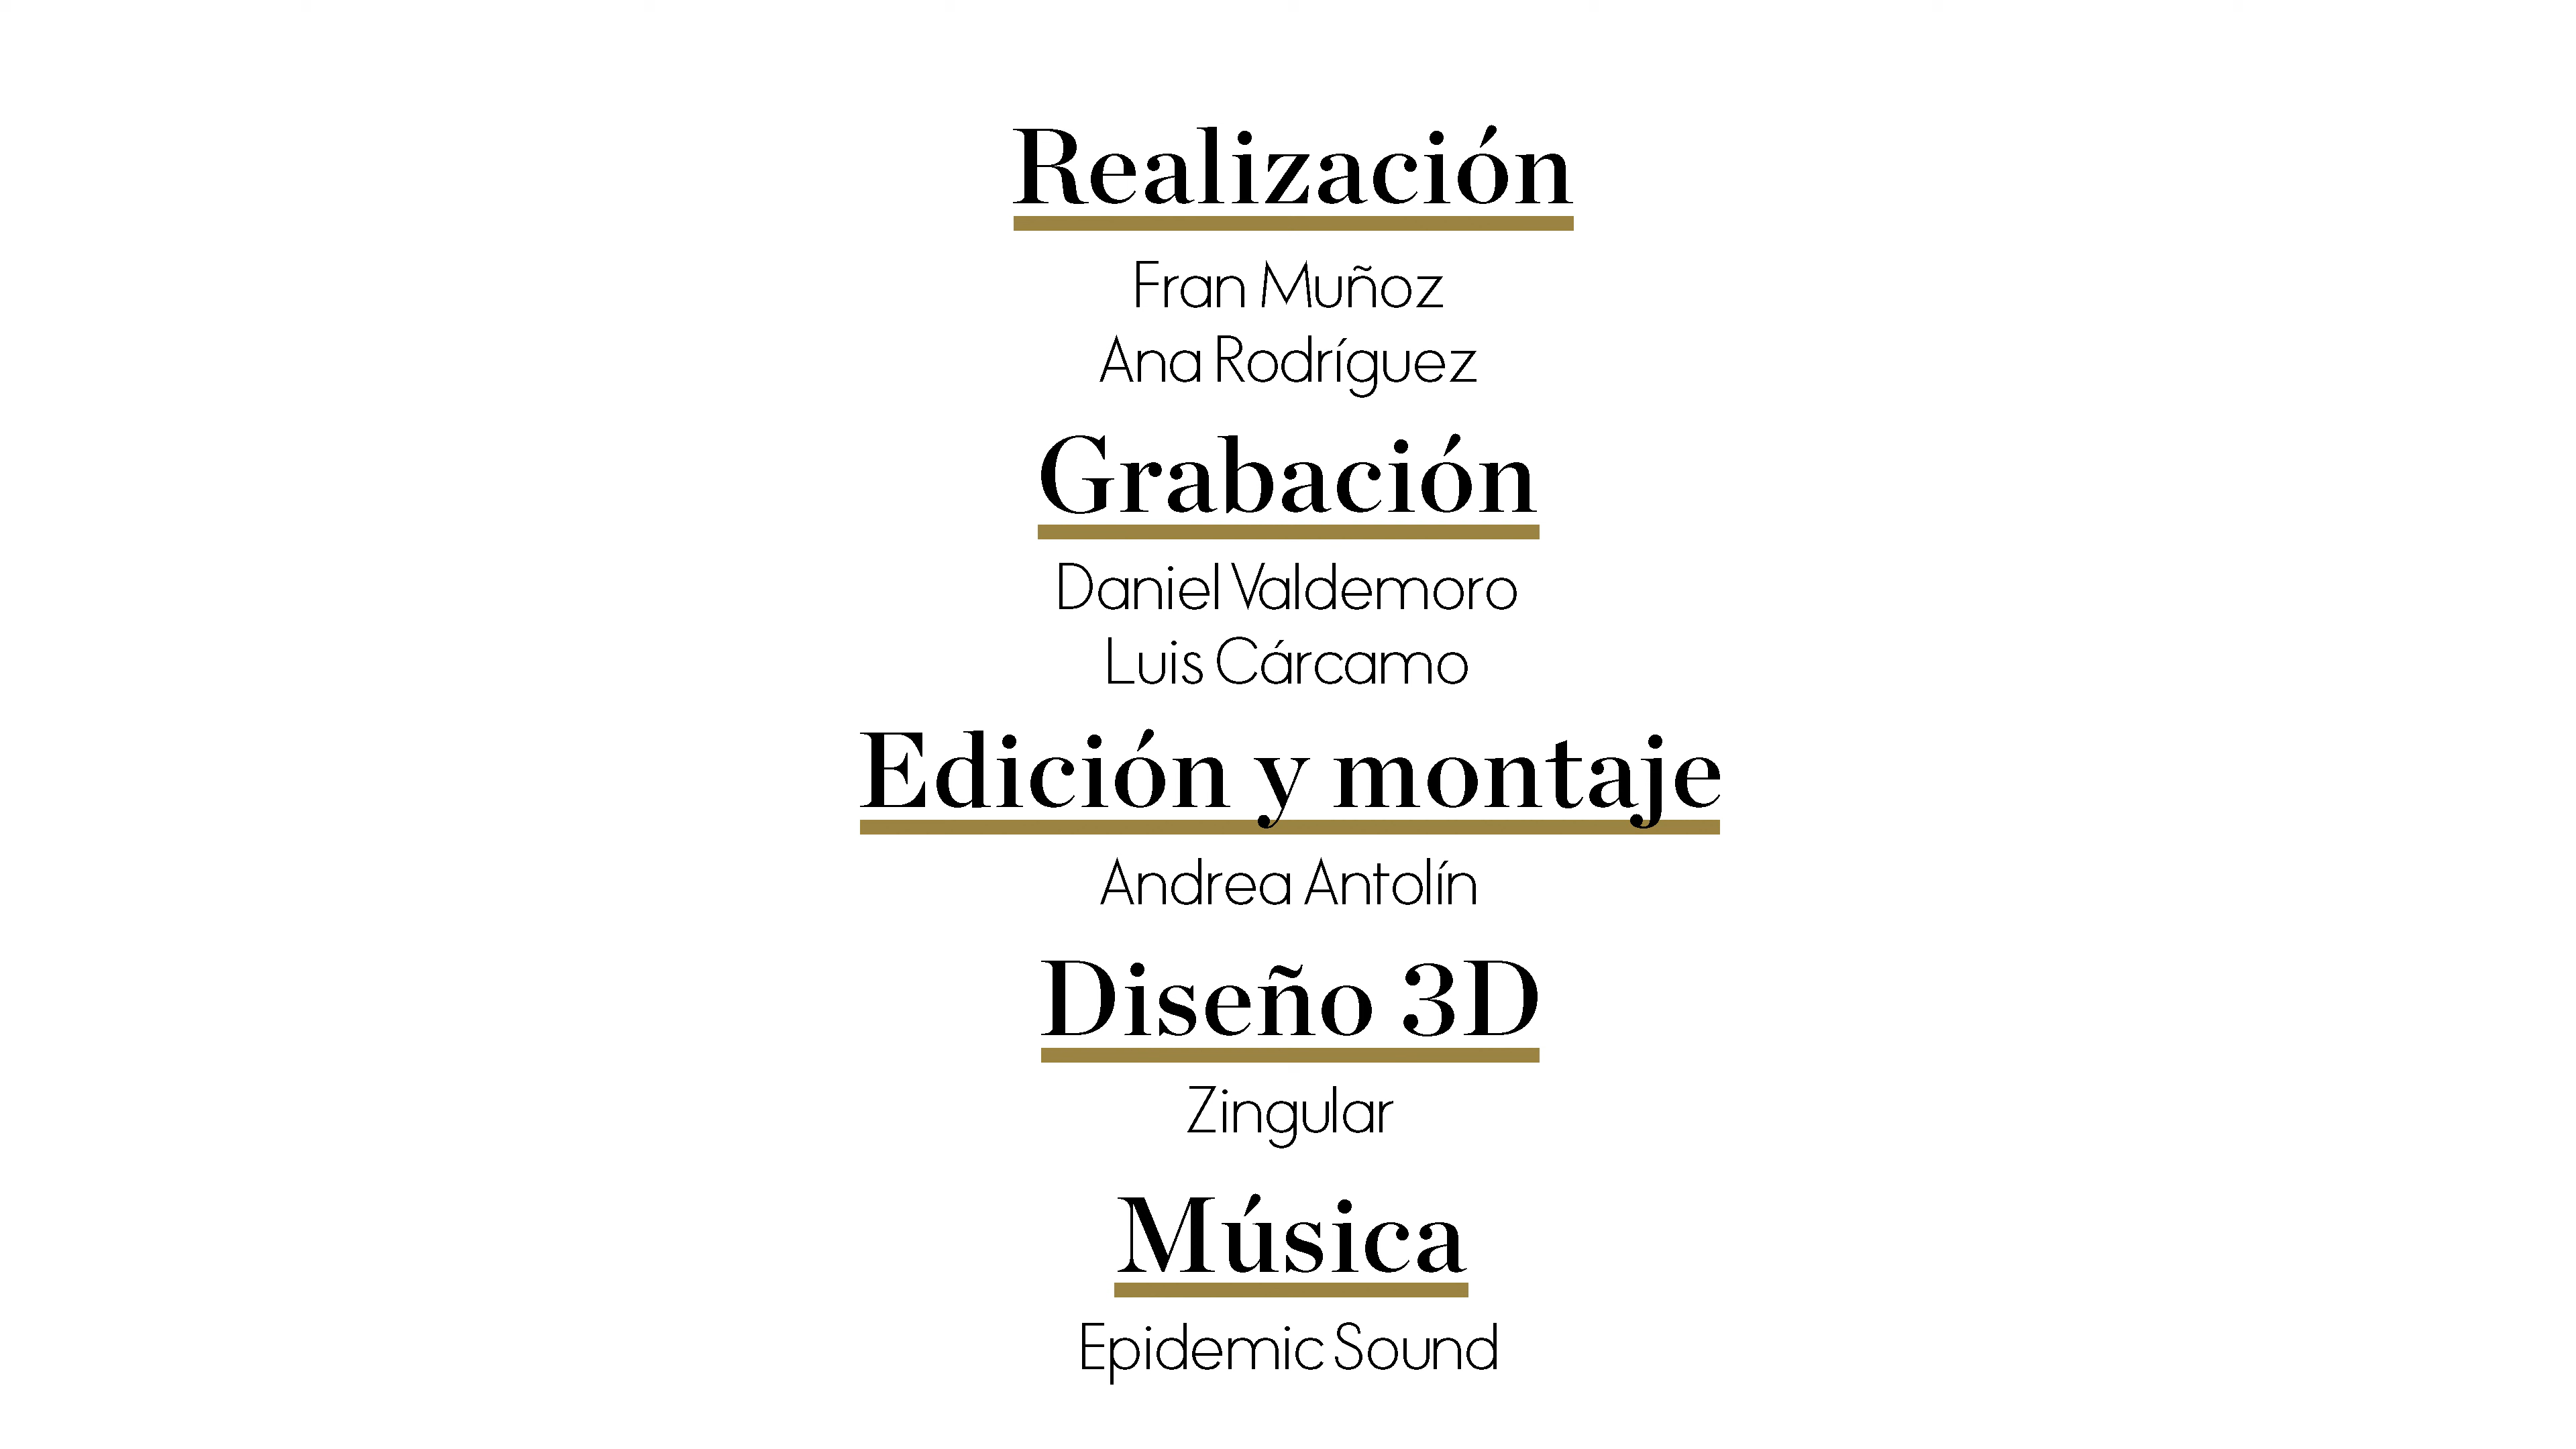 Realización
Fran Muñoz
Ana Rodríguez
Grabación
Daniel Valdemoro
Luis Cárcamo
Edición y montaje
Andrea Antolín
Diseño 3D
Zingular
Música
Epidemic Sound